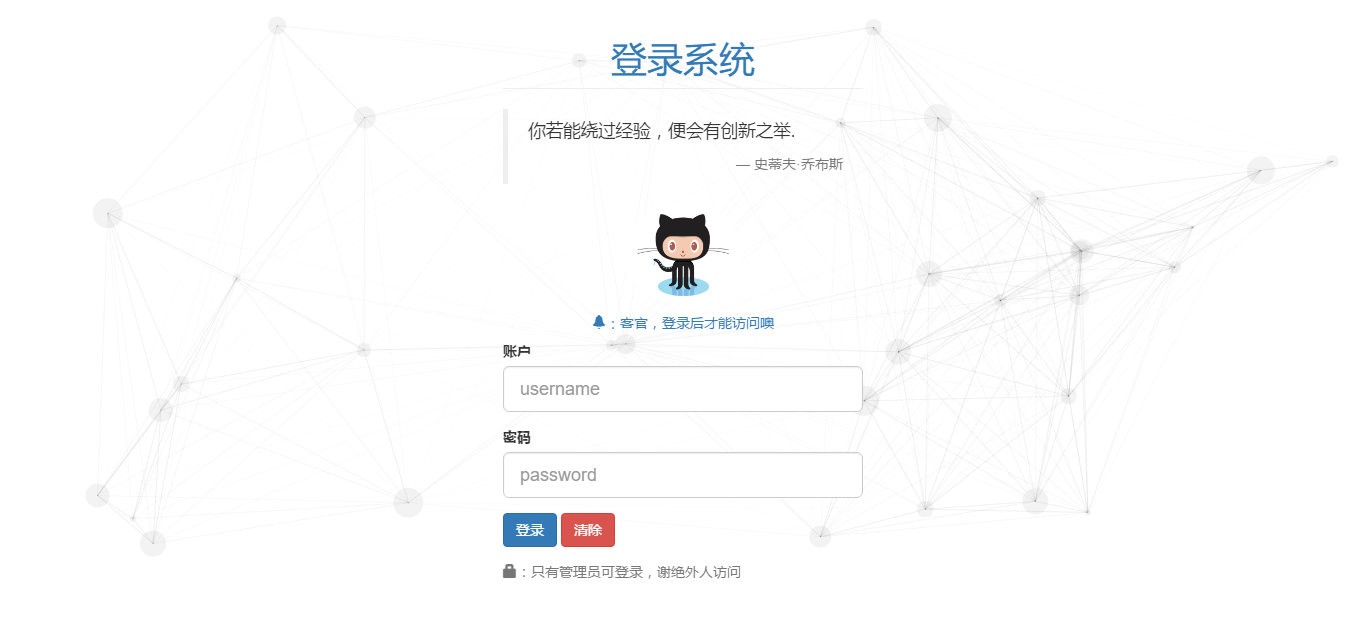 登录系统
你若能绕过经验，便会有创新之举.
— 史蒂夫·乔布斯
：客官，登录后才能访问噢
账户
username
密码
password
登录 清除
：只有管理员可登录，谢绝外人访问